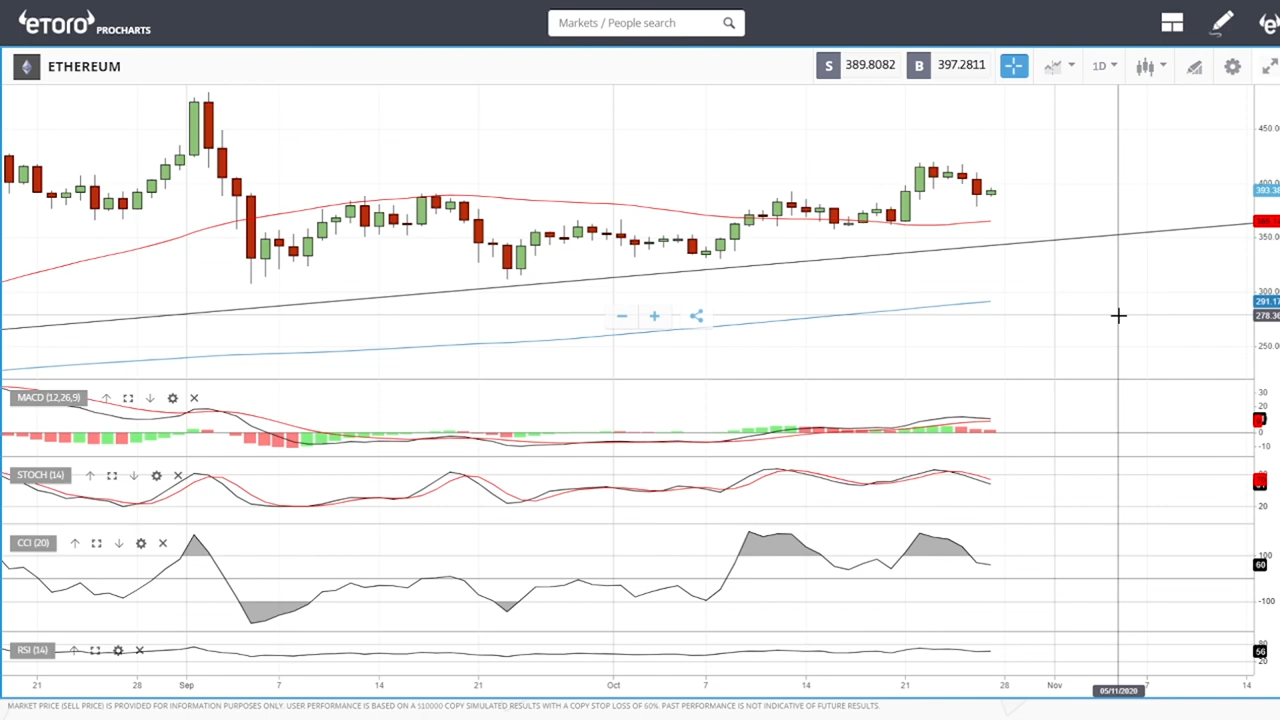 etoro PROCHARTS
Markets / People search
ETHEREUM
S 389.8082 B 397.2811
1D
450.0
400.0
393.38
350.0
300.0
291.17
278.36
250.0
MACD (12,26,9)
30
20
0
-10
STOCH (14)
20
CCI (20)
100
60
-100
RSI (14)
80
56
20
21 28 Sep 7 14 21 Oct 7 14 21 28 Nov 7 14
05/11/2020
MARKET PRICE (SELL PRICE) IS PROVIDED FOR INFORMATION PURPOSES ONLY. USER PERFORMANCE IS BASED ON A $10000 COPY SIMULATED RESULTS WITH A COPY STOP LOSS OF 60%. PAST PERFORMANCE IS NOT INDICATIVE OF FUTURE RESULTS.